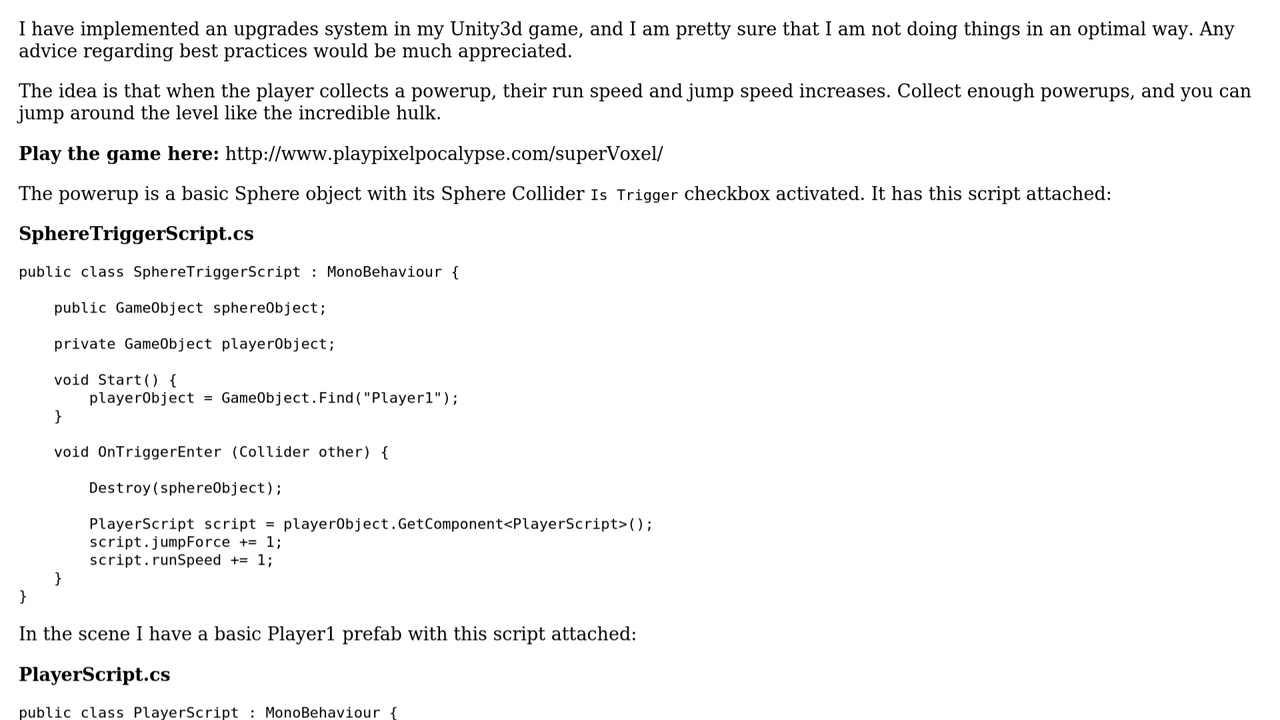 I have implemented an upgrades system in my Unity3d game, and I am pretty sure that I am not doing things in an optimal way. Any
advice regarding best practices would be much appreciated.
The idea is that when the player collects a powerup, their run speed and jump speed increases. Collect enough powerups, and you can
jump around the level like the incredible hulk.
Play the game here: http://www.playpixelpocalypse.com/superVoxel/
The powerup is a basic Sphere object with its Sphere Collider Is Trigger checkbox activated. It has this script attached:
SphereTriggerScript.cs
public class SphereTriggerScript : MonoBehaviour {
    public GameObject sphereObject;
    private GameObject playerObject;
    void Start() {
        playerObject = GameObject.Find("Player1");
    }
    void OnTriggerEnter (Collider other) {
        Destroy(sphereObject);
        PlayerScript script = playerObject.GetComponent<PlayerScript>();
        script.jumpForce += 1;
        script.runSpeed += 1;
    }
}
In the scene I have a basic Player1 prefab with this script attached:
PlayerScript.cs
public class PlayerScript : MonoBehaviour {